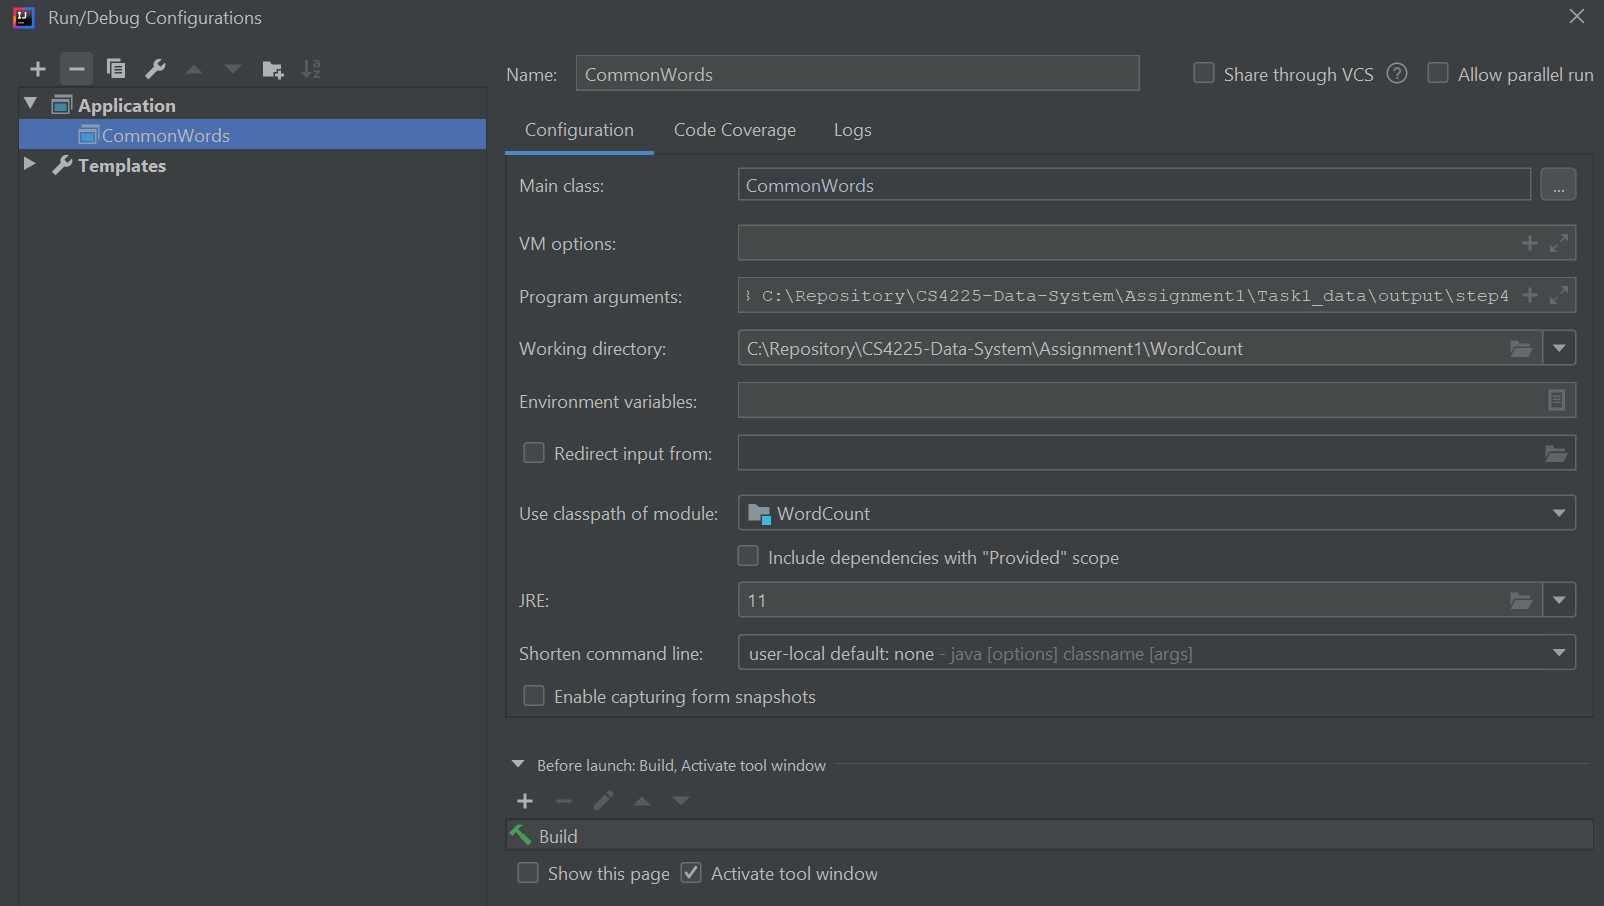 Run/Debug Configurations
Application
CommonWords
Templates
Name: CommonWords Share through VCS ? Allow parallel run
Configuration Code Coverage Logs
Main class: CommonWords ...
VM options:
Program arguments: C:\Repository\CS4225-Data-System\Assignment1\Task1_data\output\step4
Working directory: C:\Repository\CS4225-Data-System\Assignment1\WordCount
Environment variables:
Redirect input from:
Use classpath of module: WordCount
Include dependencies with "Provided" scope
JRE: 11
Shorten command line: user-local default: none - java [options] classname [args]
Enable capturing form snapshots
Before launch: Build, Activate tool window
Build
Show this page Activate tool window